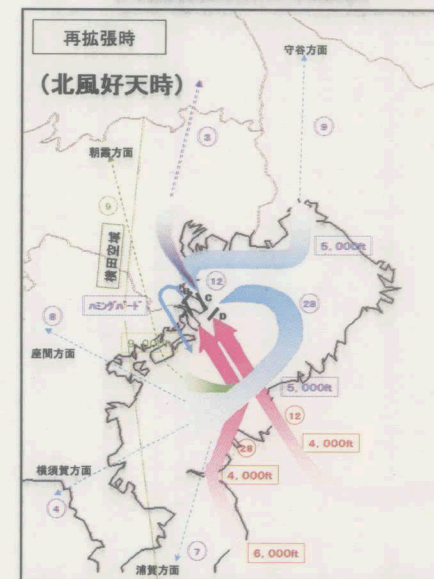 再拡張時
守谷方面
(北風好天時)
③
⑨
朝霞方面
⑨
横田空域
5,000ft
⑫
C
ハミングバード
D
㉘
⑧
座間方面
5,000ft
⑫
4,000ft
横須賀方面
㉘
4,000ft
④
⑦
6,000ft
浦賀方面